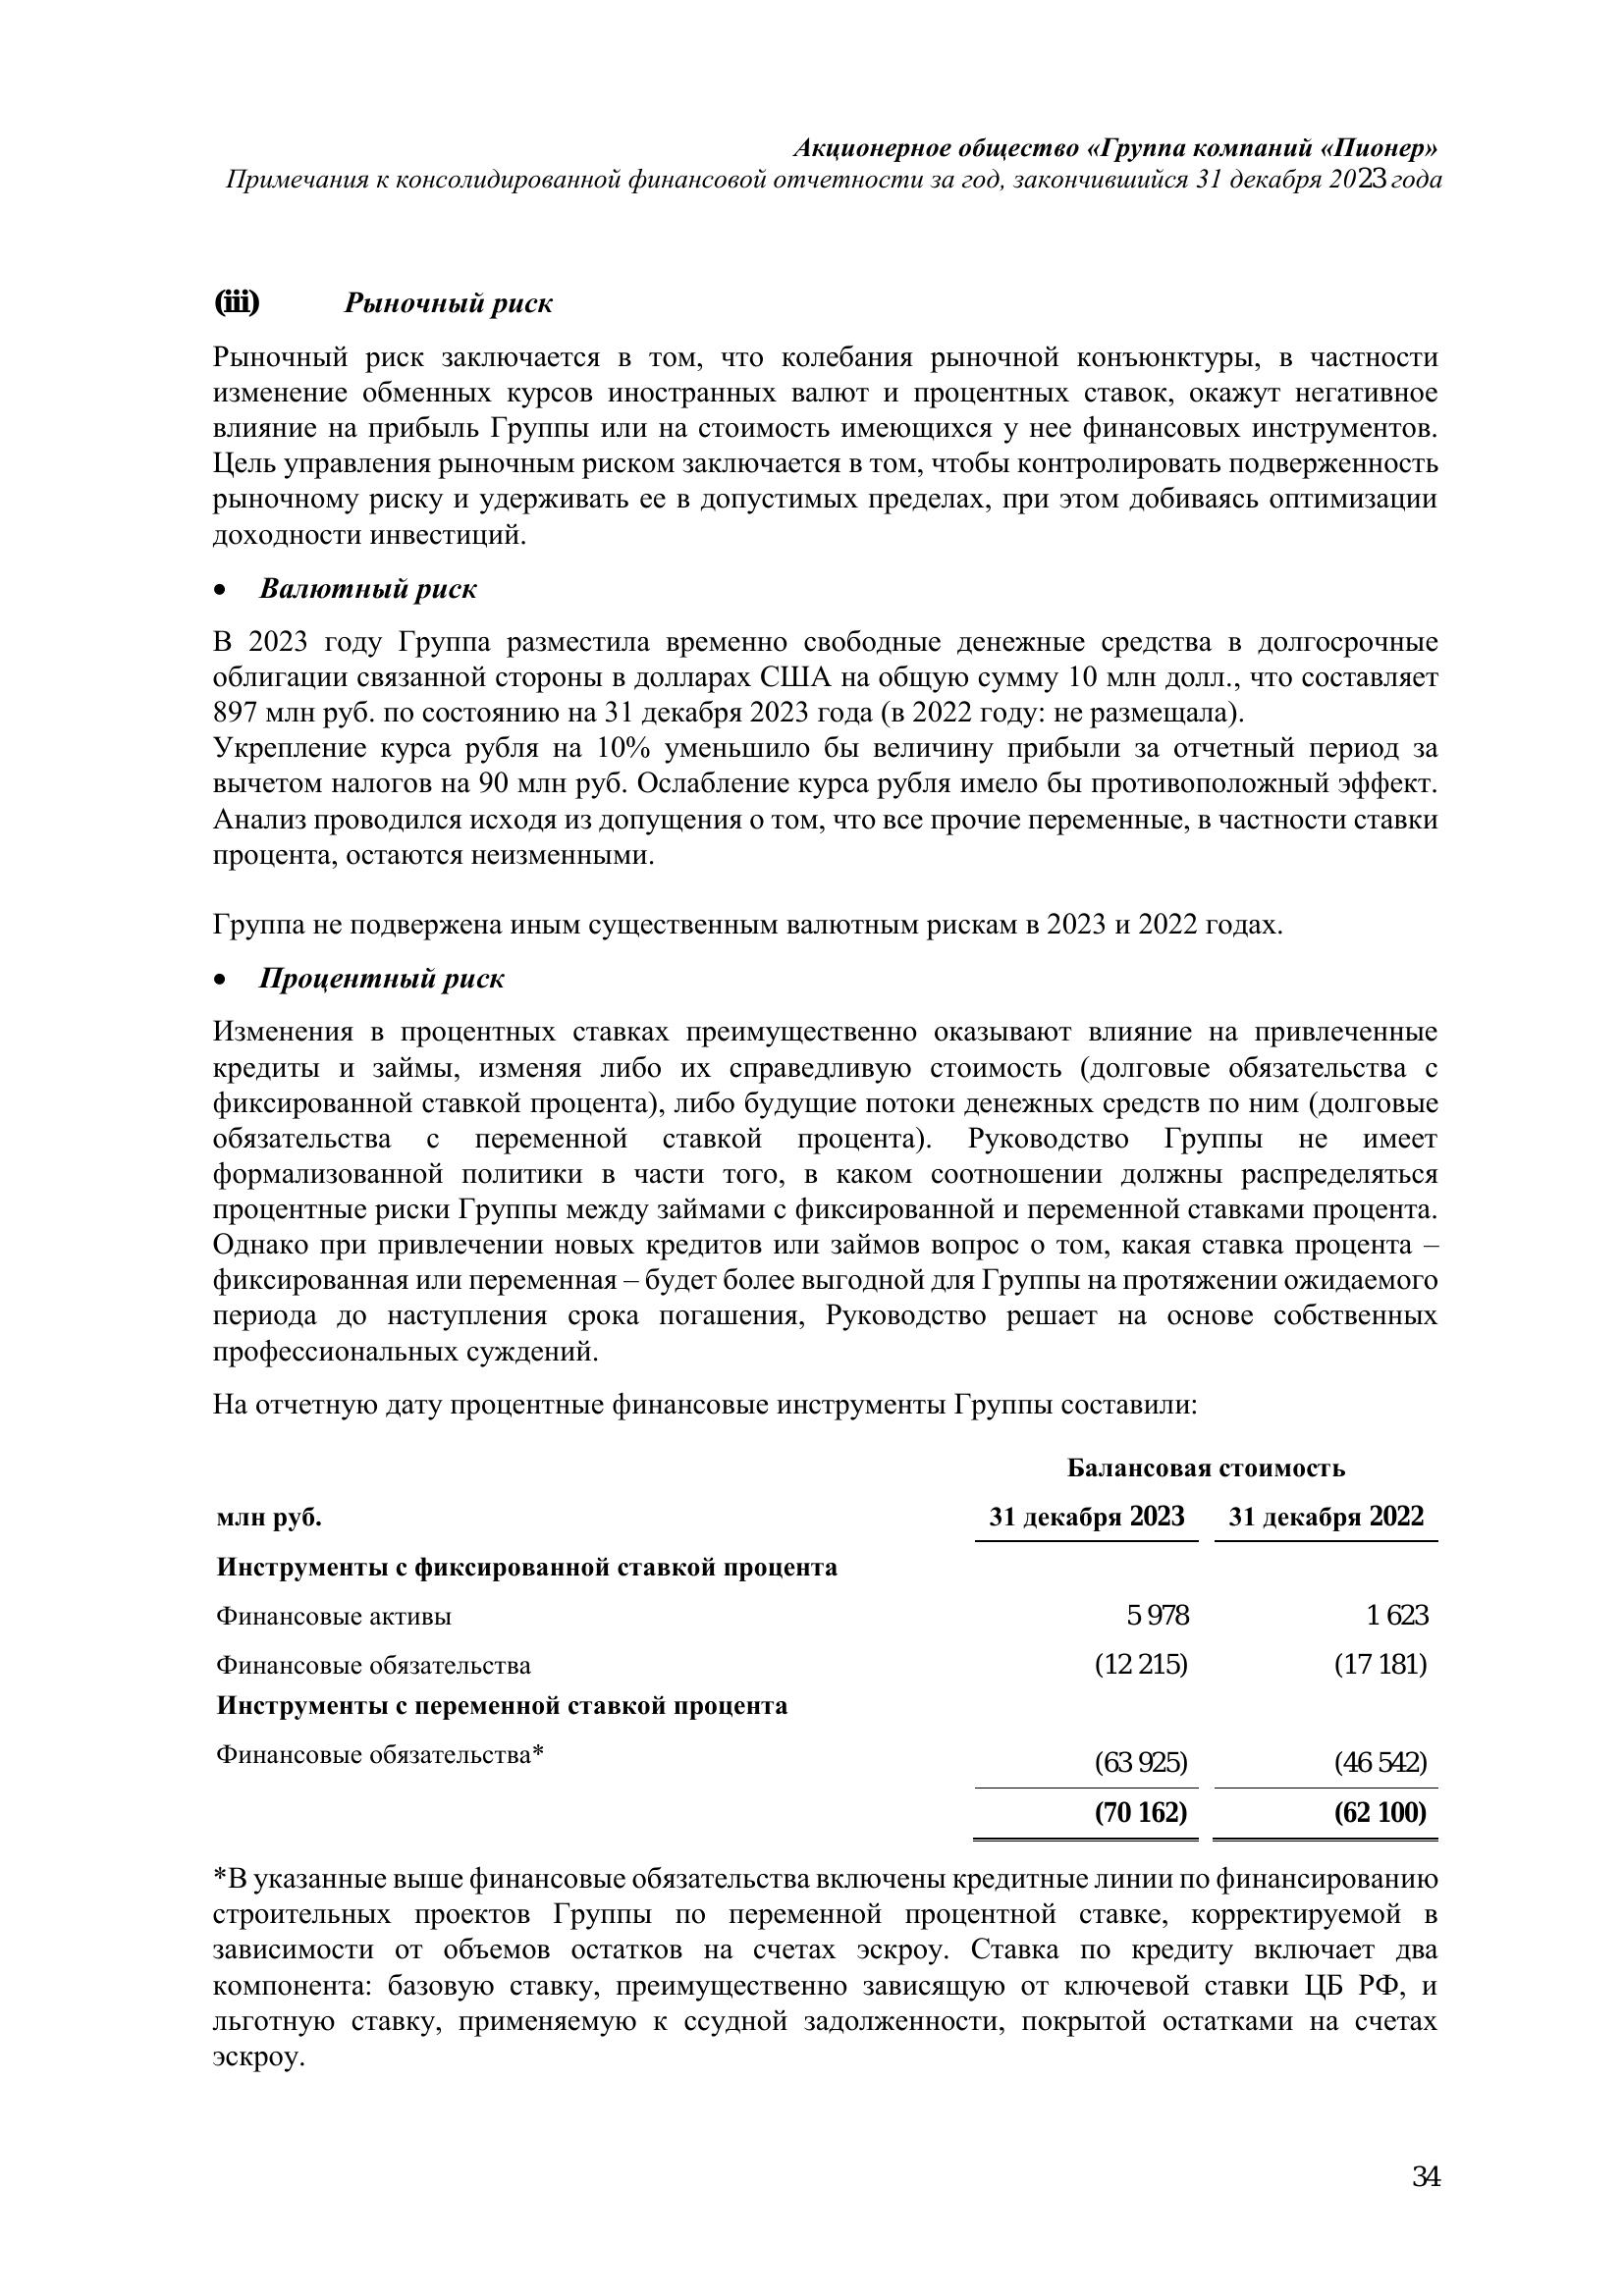 Акционерное общество «Группа компаний «Пионер»
Примечания к консолидированной финансовой отчетности за год, закончившийся 31 декабря 2023 года
(iii) Рыночный риск
Рыночный риск заключается в том, что колебания рыночной конъюнктуры, в частности
изменение обменных курсов иностранных валют и процентных ставок, окажут негативное
влияние на прибыль Группы или на стоимость имеющихся у нее финансовых инструментов.
Цель управления рыночным риском заключается в том, чтобы контролировать подверженность
рыночному риску и удерживать ее в допустимых пределах, при этом добиваясь оптимизации
доходности инвестиций.
• Валютный риск
В 2023 году Группа разместила временно свободные денежные средства в долгосрочные
облигации связанной стороны в долларах США на общую сумму 10 млн долл., что составляет
897 млн руб. по состоянию на 31 декабря 2023 года (в 2022 году: не размещала).
Укрепление курса рубля на 10% уменьшило бы величину прибыли за отчетный период за
вычетом налогов на 90 млн руб. Ослабление курса рубля имело бы противоположный эффект.
Анализ проводился исходя из допущения о том, что все прочие переменные, в частности ставки
процента, остаются неизменными.
Группа не подвержена иным существенным валютным рискам в 2023 и 2022 годах.
• Процентный риск
Изменения в процентных ставках преимущественно оказывают влияние на привлеченные
кредиты и займы, изменяя либо их справедливую стоимость (долговые обязательства с
фиксированной ставкой процента), либо будущие потоки денежных средств по ним (долговые
обязательства с переменной ставкой процента). Руководство Группы не имеет
формализованной политики в части того, в каком соотношении должны распределяться
процентные риски Группы между займами с фиксированной и переменной ставками процента.
Однако при привлечении новых кредитов или займов вопрос о том, какая ставка процента –
фиксированная или переменная – будет более выгодной для Группы на протяжении ожидаемого
периода до наступления срока погашения, Руководство решает на основе собственных
профессиональных суждений.
На отчетную дату процентные финансовые инструменты Группы составили:
Балансовая стоимость
млн руб. 31 декабря 2023 31 декабря 2022
Инструменты с фиксированной ставкой процента
Финансовые активы 5 978 1 623
Финансовые обязательства (12 215) (17 181)
Инструменты с переменной ставкой процента
Финансовые обязательства* (63 925) (46 542)
(70 162) (62 100)
*В указанные выше финансовые обязательства включены кредитные линии по финансированию
строительных проектов Группы по переменной процентной ставке, корректируемой в
зависимости от объемов остатков на счетах эскроу. Ставка по кредиту включает два
компонента: базовую ставку, преимущественно зависящую от ключевой ставки ЦБ РФ, и
льготную ставку, применяемую к ссудной задолженности, покрытой остатками на счетах
эскроу.
34